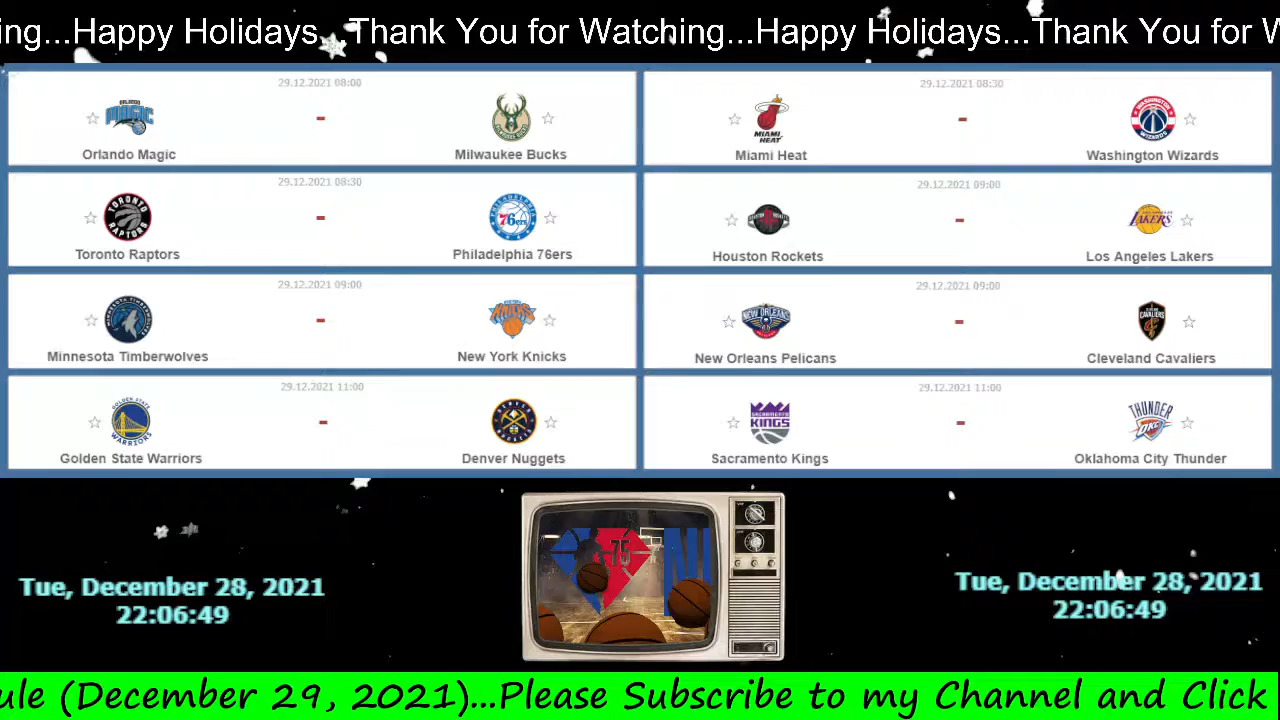 ing...Happy Holidays...Thank You for Watching...Happy Holidays...Thank You for W
29.12.2021 08:00
Orlando Magic - Milwaukee Bucks
29.12.2021 08:30
Miami Heat - Washington Wizards
29.12.2021 08:30
Toronto Raptors - Philadelphia 76ers
29.12.2021 09:00
Houston Rockets - Los Angeles Lakers
29.12.2021 09:00
Minnesota Timberwolves - New York Knicks
29.12.2021 09:00
New Orleans Pelicans - Cleveland Cavaliers
29.12.2021 11:00
Golden State Warriors - Denver Nuggets
29.12.2021 11:00
Sacramento Kings - Oklahoma City Thunder
75
Tue, December 28, 2021
22:06:49
Tue, December 28, 2021
22:06:49
ule (December 29, 2021)...Please Subscribe to my Channel and Click